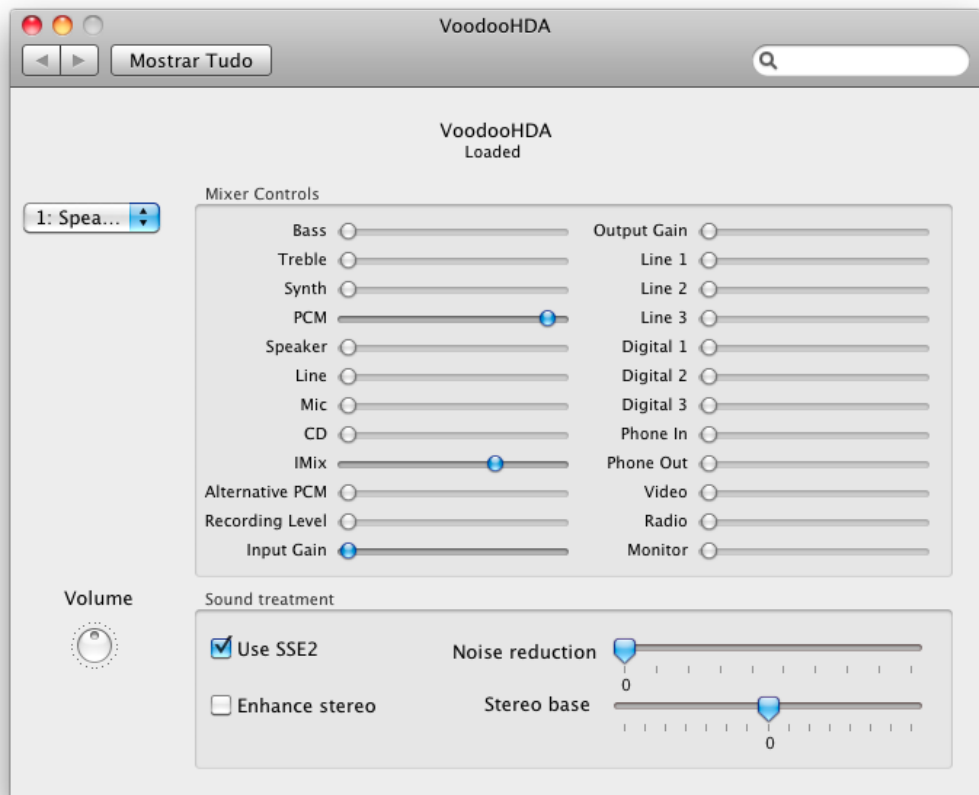 VoodooHDA
Mostrar Tudo
VoodooHDA
Loaded
1: Spea...
Mixer Controls
Bass
Treble
Synth
PCM
Speaker
Line
Mic
CD
IMix
Alternative PCM
Recording Level
Input Gain
Output Gain
Line 1
Line 2
Line 3
Digital 1
Digital 2
Digital 3
Phone In
Phone Out
Video
Radio
Monitor
Volume
Sound treatment
Use SSE2
Noise reduction
0
Enhance stereo
Stereo base
0